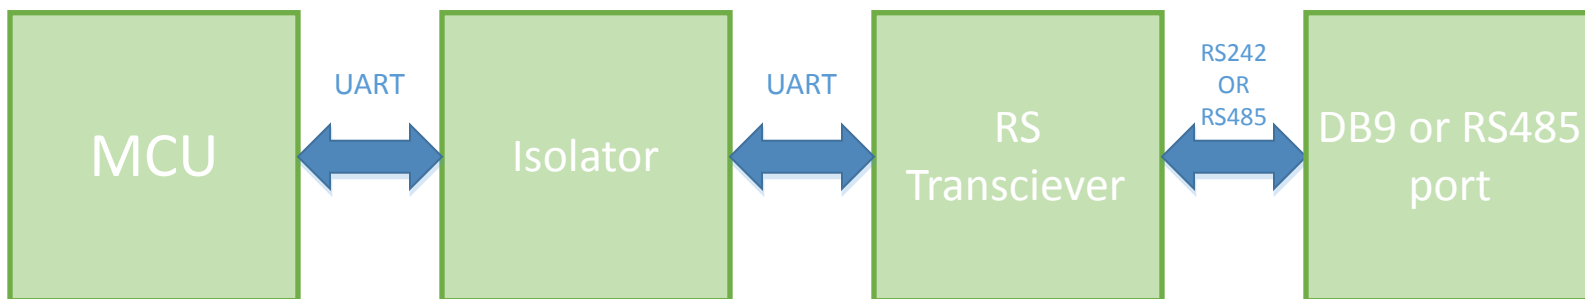 MCU
UART
Isolator
UART
RS
Transciever
RS242
OR
RS485
DB9 or RS485
port